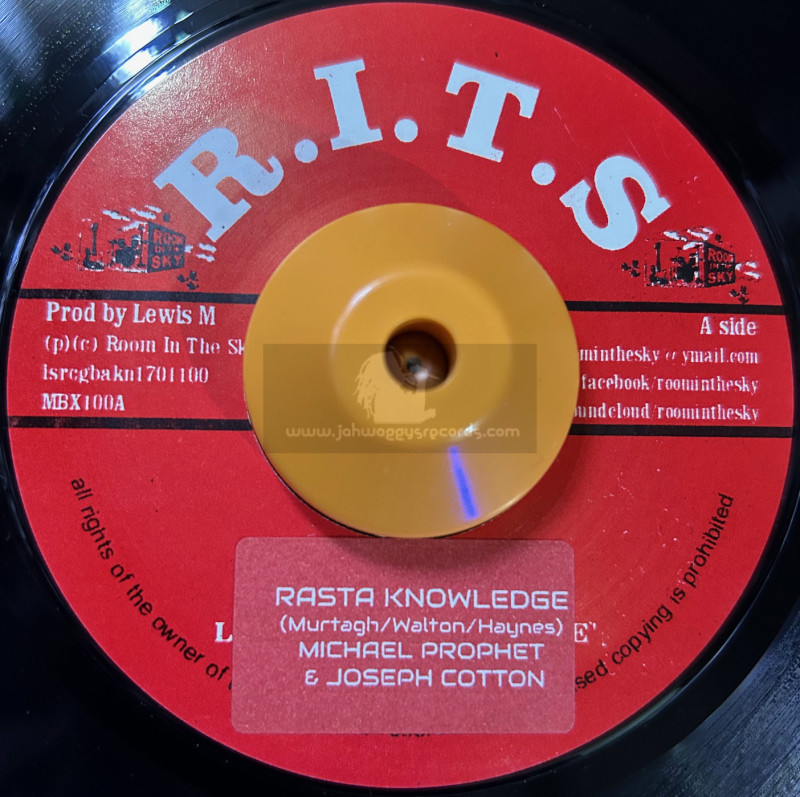 R.I.T.S
ROOM
IN THE
SKY
ROOM
IN THE
SKY
Prod by Lewis M
(p)(c) Room In The Sk
A side
isrcgbakn1701100
MBX100A
minthesky@ymail.com
facebook/roominthesky
undcloud/roominthesky
www.jahwaggysrecords.com
all rights of the owner of
sed copying is prohibited
RASTA KNOWLEDGE
(Murtagh/Walton/Haynes)
MICHAEL PROPHET
& JOSEPH COTTON